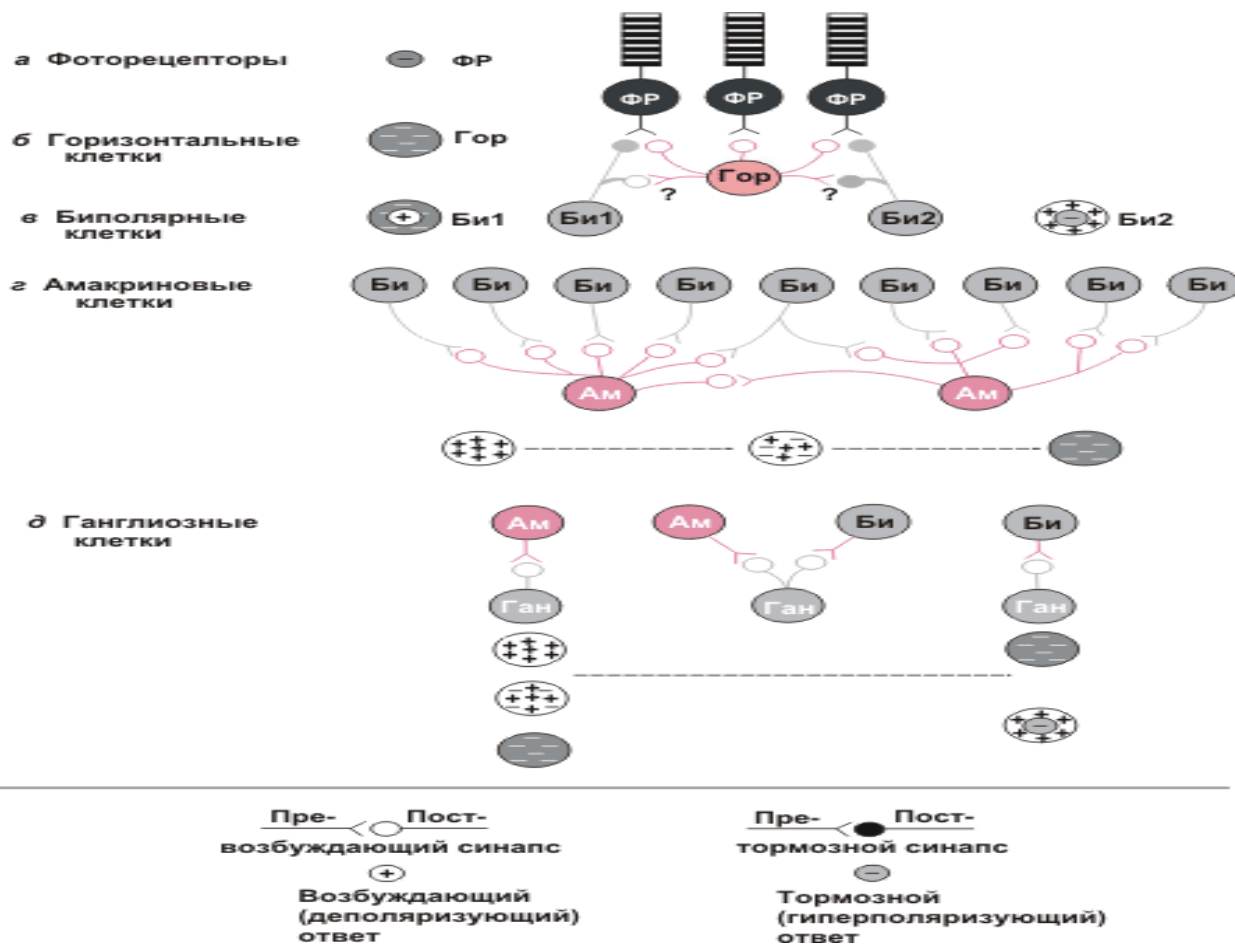 а Фоторецепторы
ФР
ФР ФР ФР
б Горизонтальные
клетки
Гор
Гор
? ?
в Биполярные
клетки
Би1
Би1
Би2
Би2
г Амакриновые
клетки
Би Би Би Би Би Би Би Би Би
Ам Ам
д Ганглиозные
клетки
Ам Ам Би Би
Ган Ган Ган
Пре- Пост-
возбуждающий синапс
Возбуждающий
(деполяризующий)
ответ
Пре- Пост-
тормозной синапс
Тормозной
(гиперполяризующий)
ответ